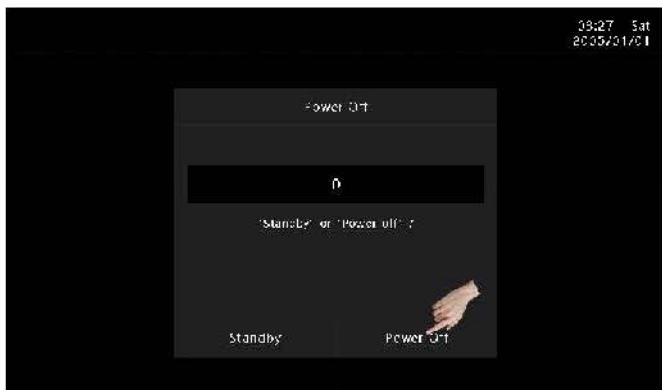 03:27 Sat
2005/01/01
Power Off
0
"Standby" or "Power off" ?
Standby
Power Off